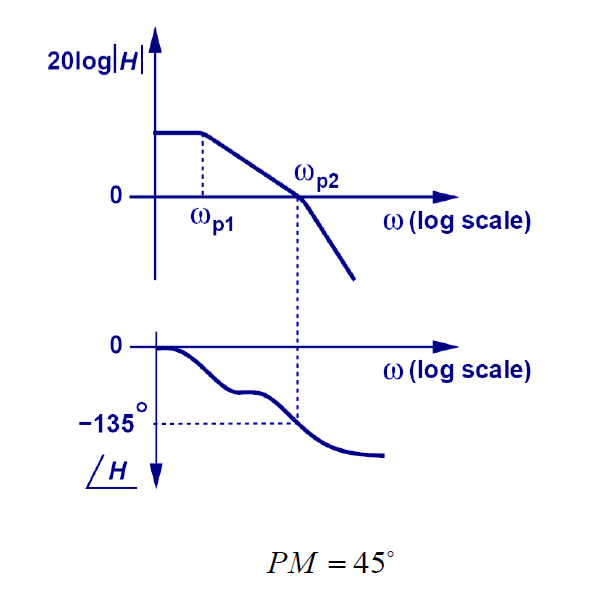 20log|H|
ωp2
0
ωp1
ω (log scale)
0
ω (log scale)
−135°
∠H
PM = 45°